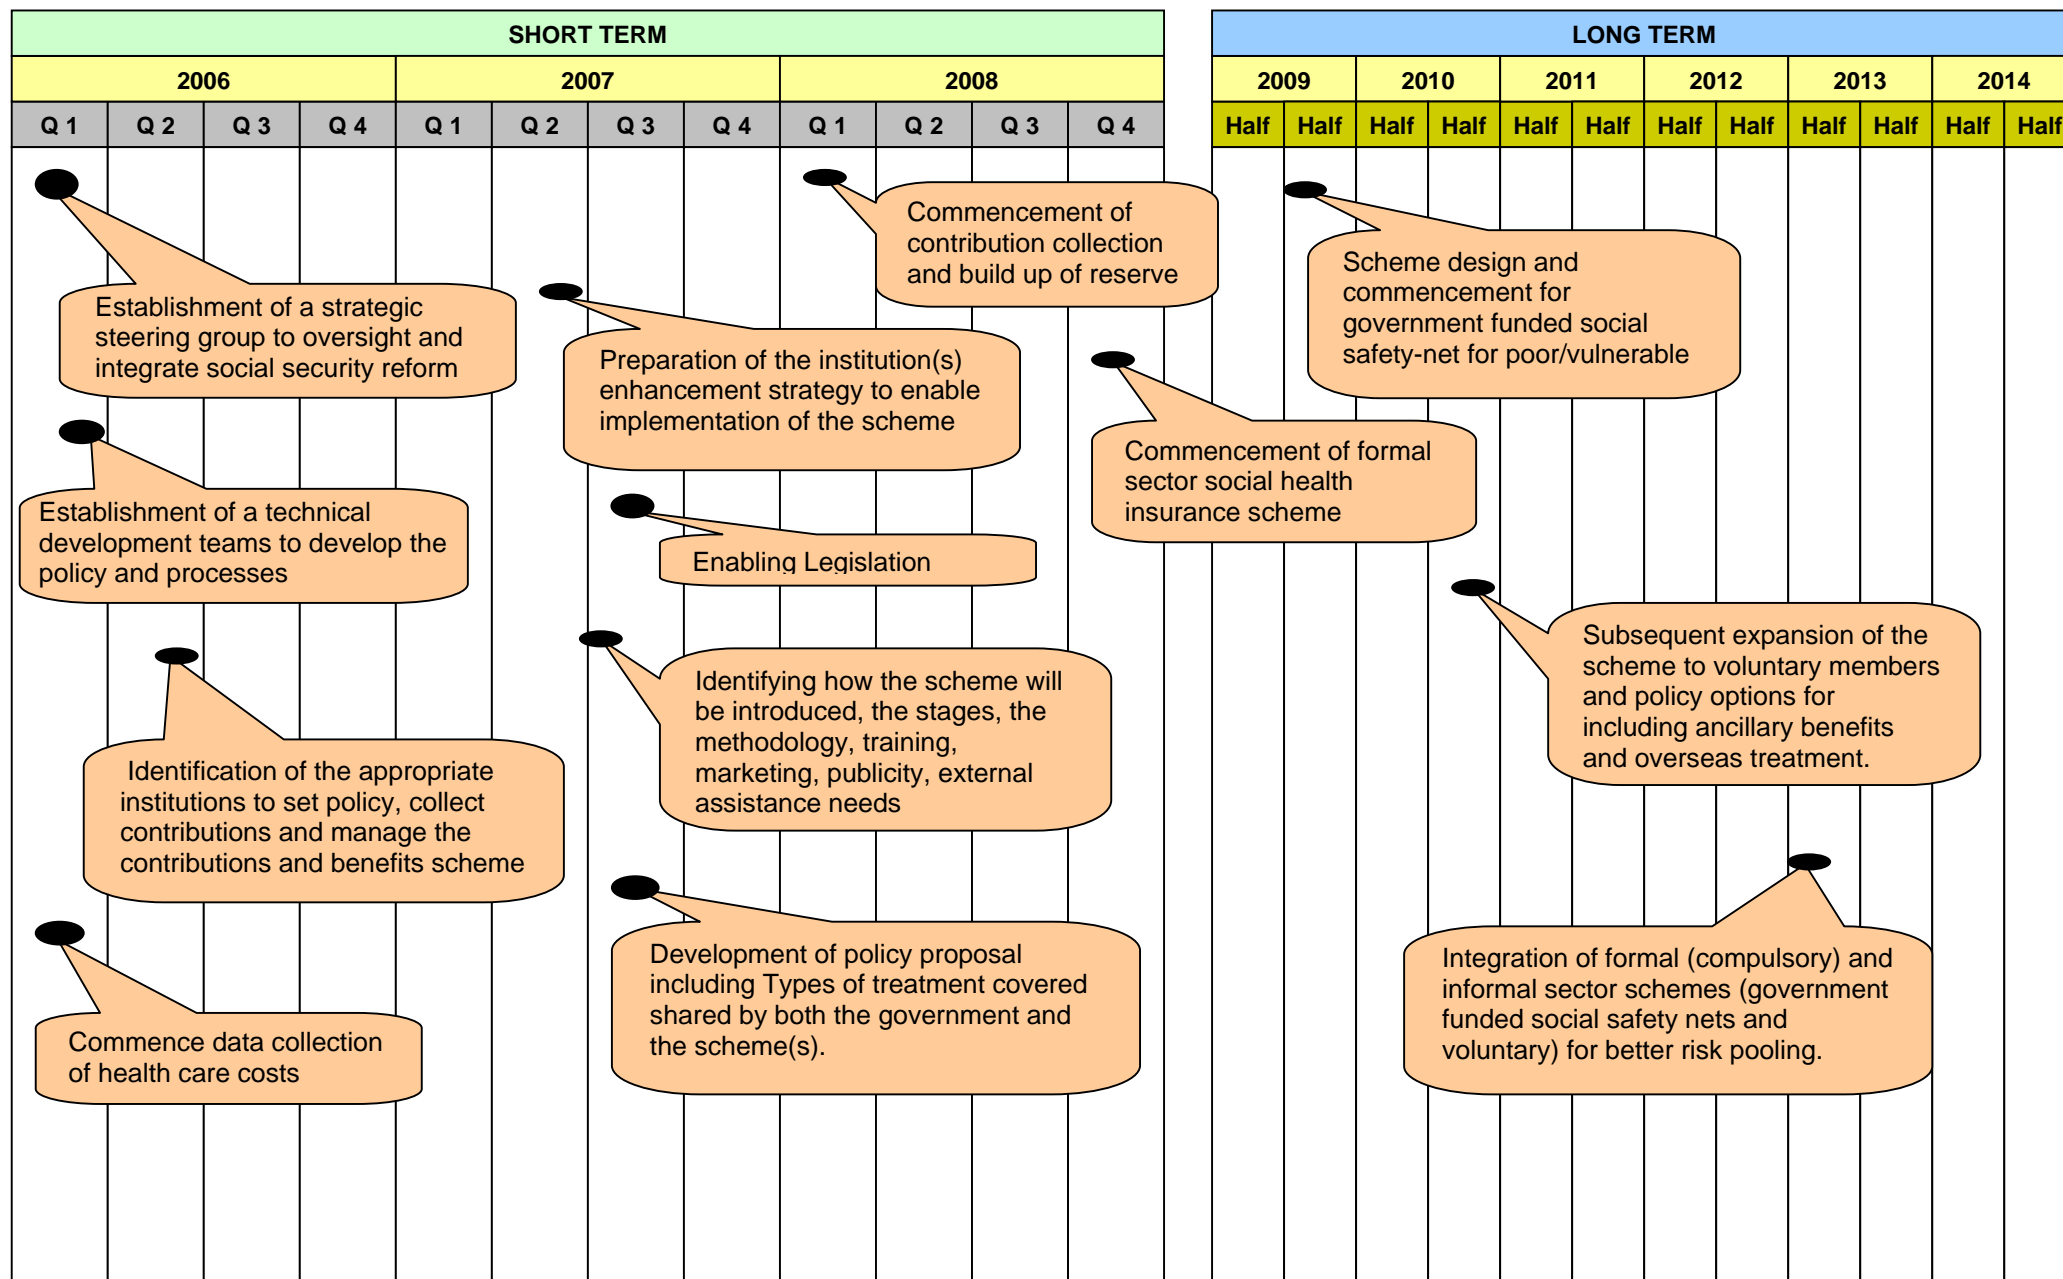 SHORT TERM
LONG TERM
2006 2007 2008 2009 2010 2011 2012 2013 2014
Q 1 Q 2 Q 3 Q 4 Q 1 Q 2 Q 3 Q 4 Q 1 Q 2 Q 3 Q 4 Half Half Half Half Half Half Half Half Half Half Half Half
Establishment of a strategic
steering group to oversight and
integrate social security reform
Establishment of a technical
development teams to develop the
policy and processes
Identification of the appropriate
institutions to set policy, collect
contributions and manage the
contributions and benefits scheme
Commence data collection
of health care costs
Preparation of the institution(s)
enhancement strategy to enable
implementation of the scheme
Enabling Legislation
Identifying how the scheme will
be introduced, the stages, the
methodology, training,
marketing, publicity, external
assistance needs
Development of policy proposal
including Types of treatment covered
shared by both the government and
the scheme(s).
Commencement of
contribution collection
and build up of reserve
Commencement of formal
sector social health
insurance scheme
Scheme design and
commencement for
government funded social
safety-net for poor/vulnerable
Subsequent expansion of the
scheme to voluntary members
and policy options for
including ancillary benefits
and overseas treatment.
Integration of formal (compulsory) and
informal sector schemes (government
funded social safety nets and
voluntary) for better risk pooling.